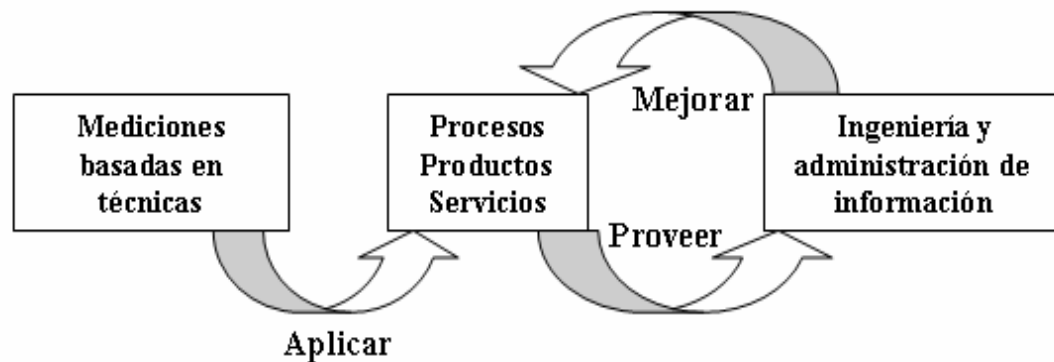 Mediciones
basadas en
técnicas
Procesos
Productos
Servicios
Mejorar
Ingeniería y
administración de
información
Proveer
Aplicar